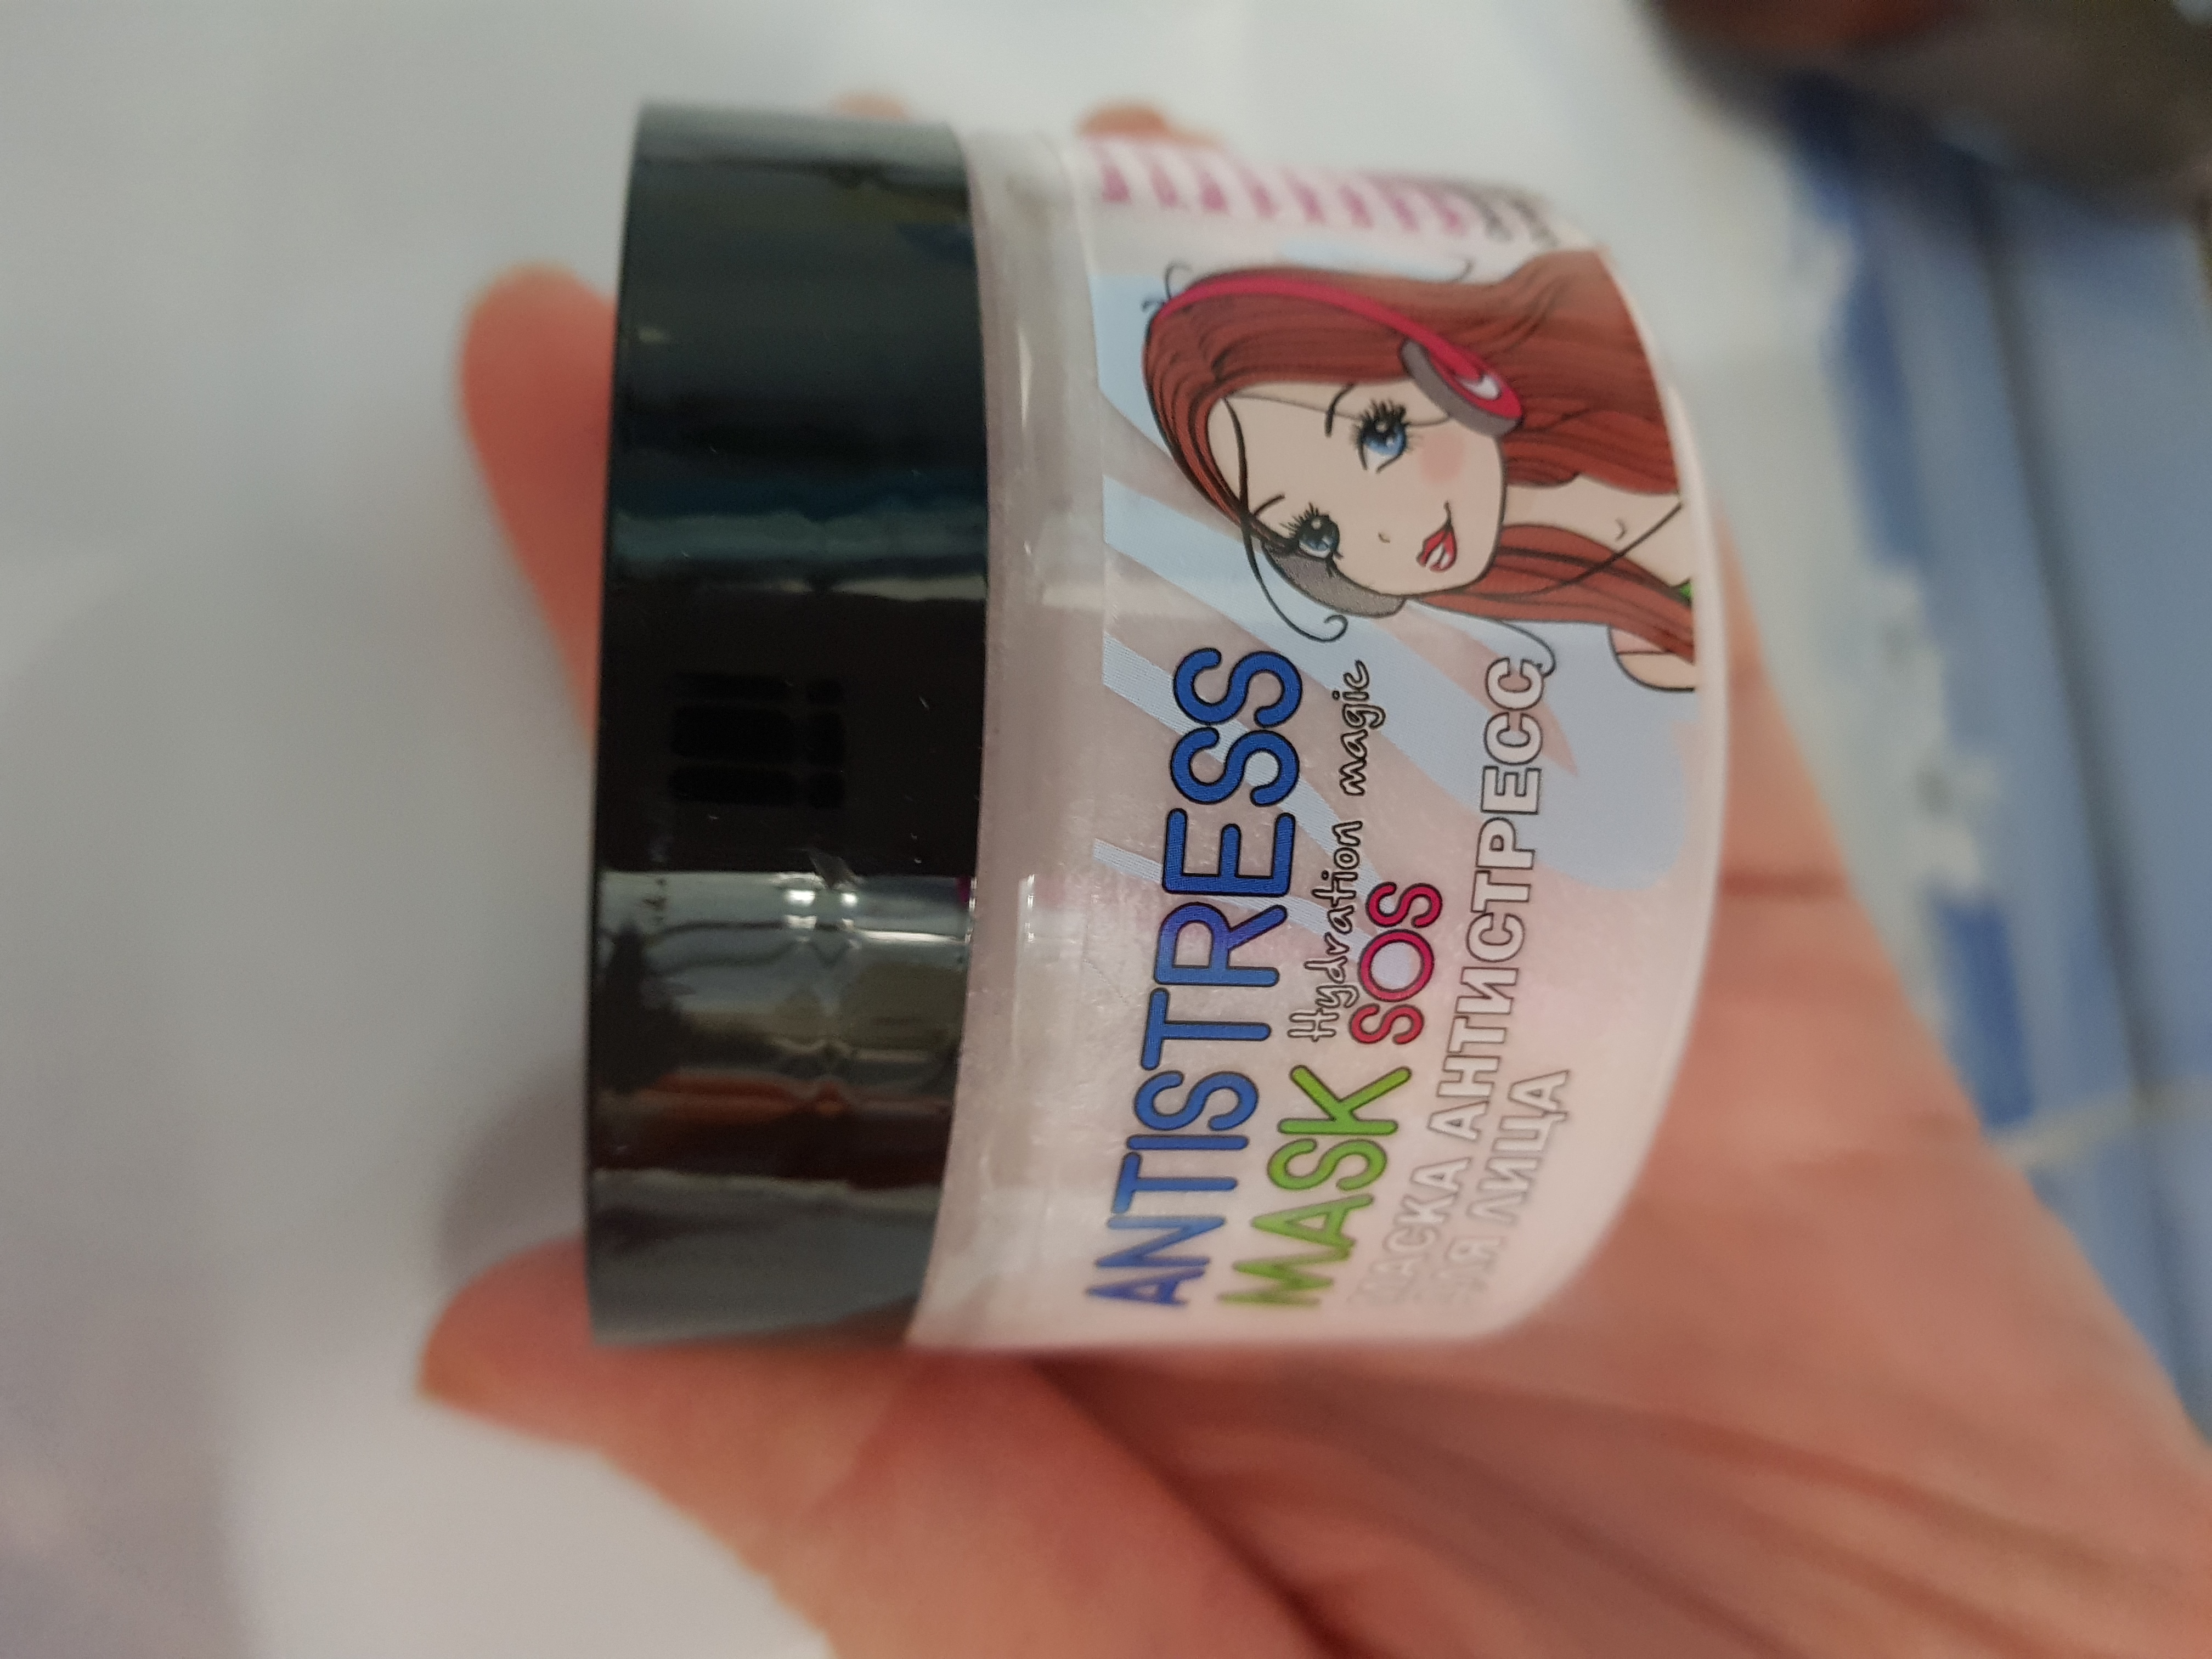 ANTISTRESS
Hydration magic
MASK SOS
МАСКА АНТИСТРЕСС
ДЛЯ ЛИЦА